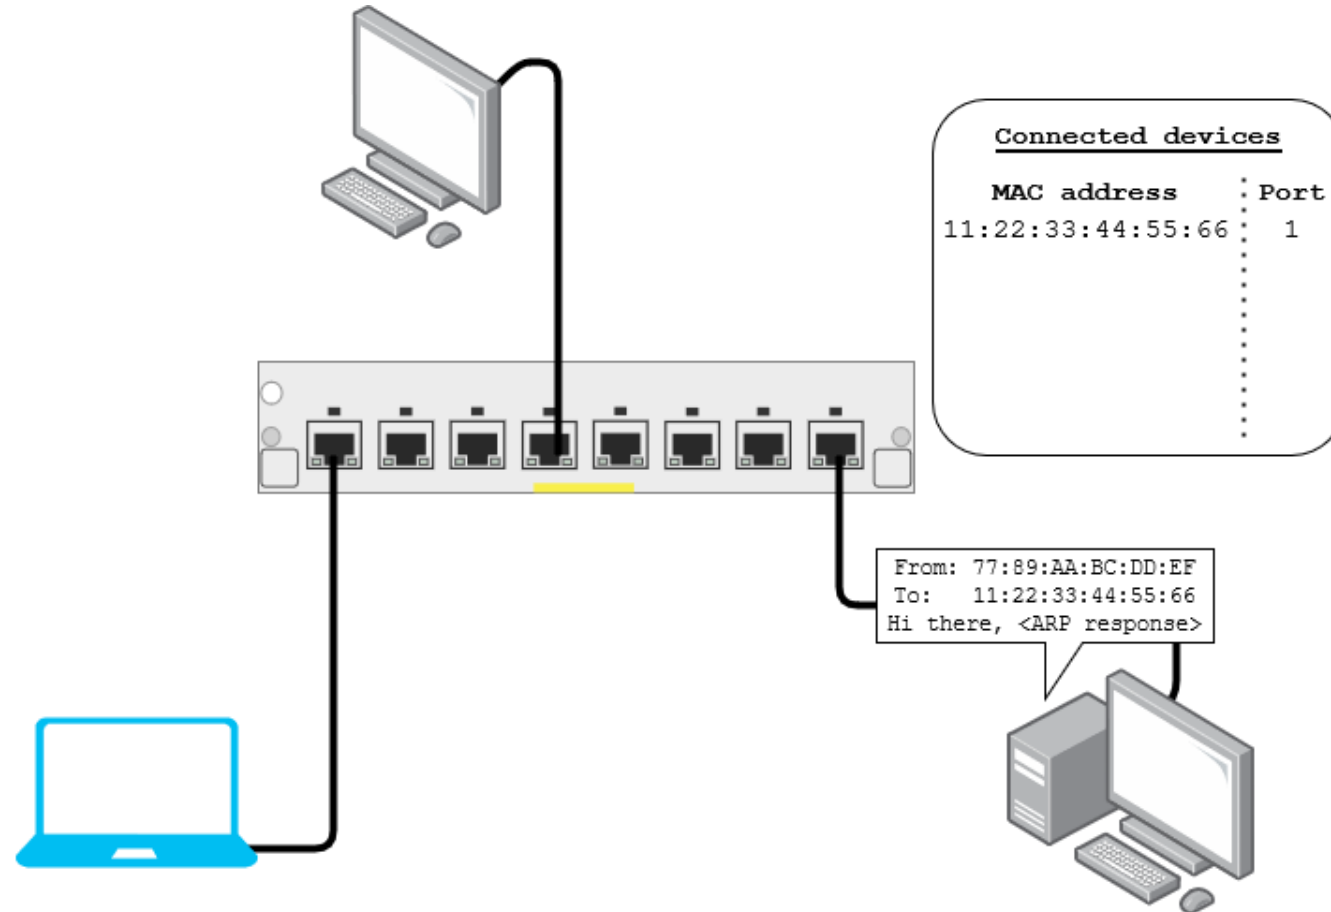 Connected devices
MAC address Port
11:22:33:44:55:66 1
From: 77:89:AA:BC:DD:EF
To: 11:22:33:44:55:66
Hi there, <ARP response>